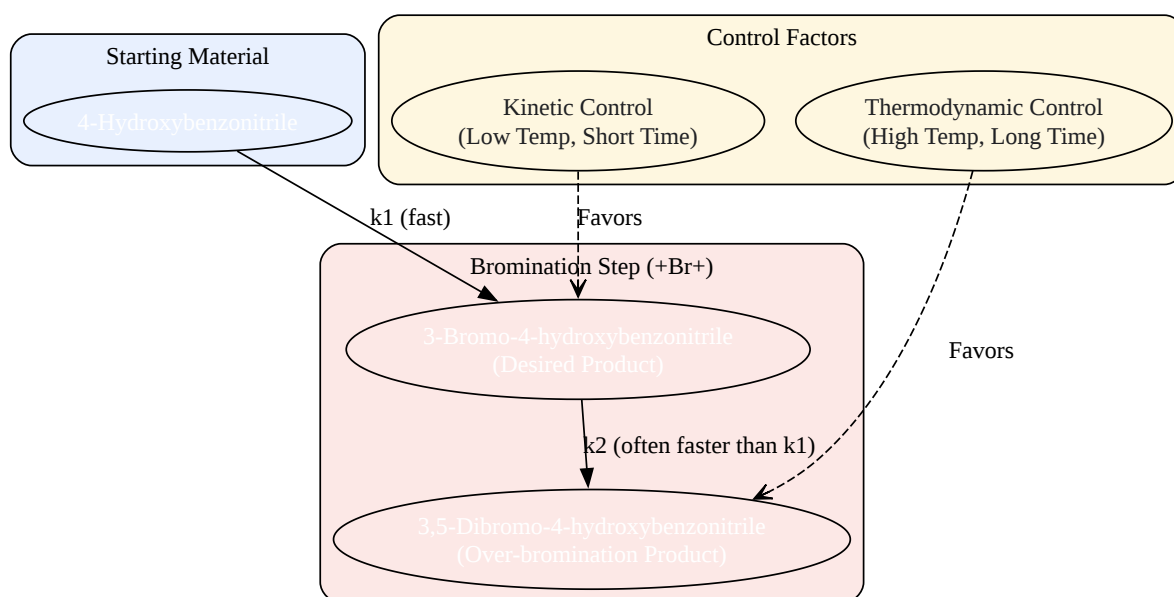 Starting Material
4-Hydroxybenzonitrile
Control Factors
Kinetic Control
(Low Temp, Short Time)
Thermodynamic Control
(High Temp, Long Time)
k1 (fast)
Favors
Bromination Step (+Br+)
3-Bromo-4-hydroxybenzonitrile
(Desired Product)
Favors
k2 (often faster than k1)
3,5-Dibromo-4-hydroxybenzonitrile
(Over-bromination Product)